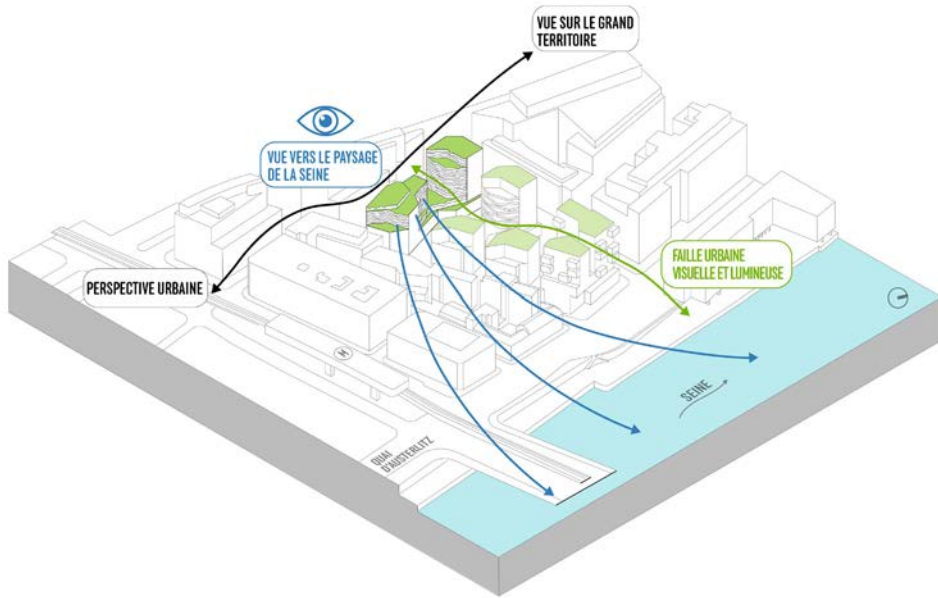 VUE SUR LE GRAND
TERRITOIRE
VUE VERS LE PAYSAGE
DE LA SEINE
FAILLE URBAINE
VISUELLE ET LUMINEUSE
PERSPECTIVE URBAINE
M
SEINE
QUAI
D'AUSTERLITZ